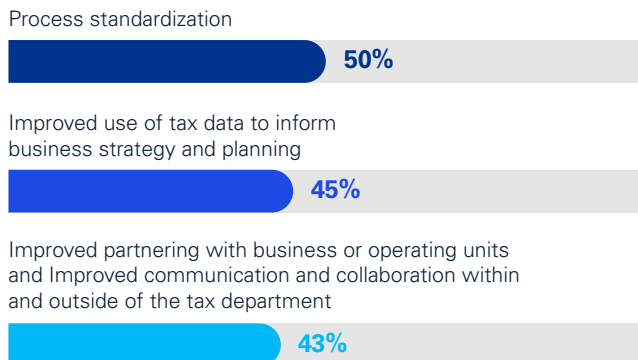 Process standardization
50%
Improved use of tax data to inform
business strategy and planning
45%
Improved partnering with business or operating units
and Improved communication and collaboration within
and outside of the tax department
43%